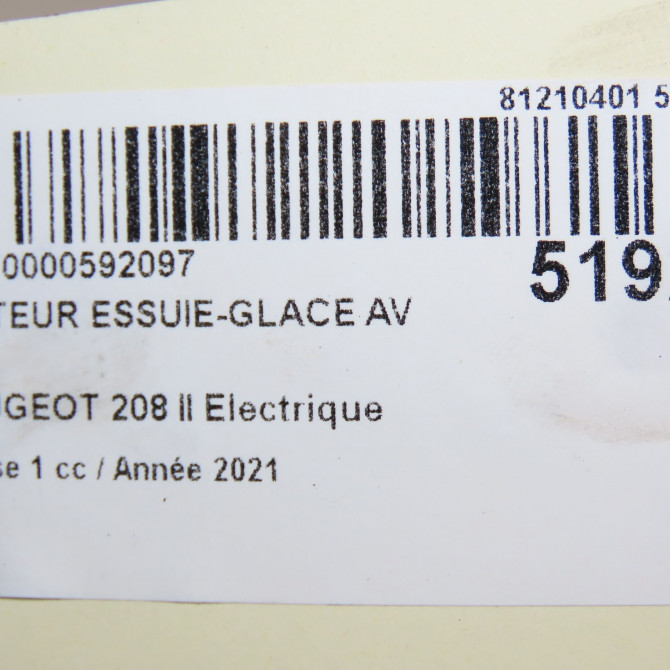 81210401 5
0000592097
519
TEUR ESSUIE-GLACE AV
GEOT 208 II Electrique
se 1 cc / Année 2021